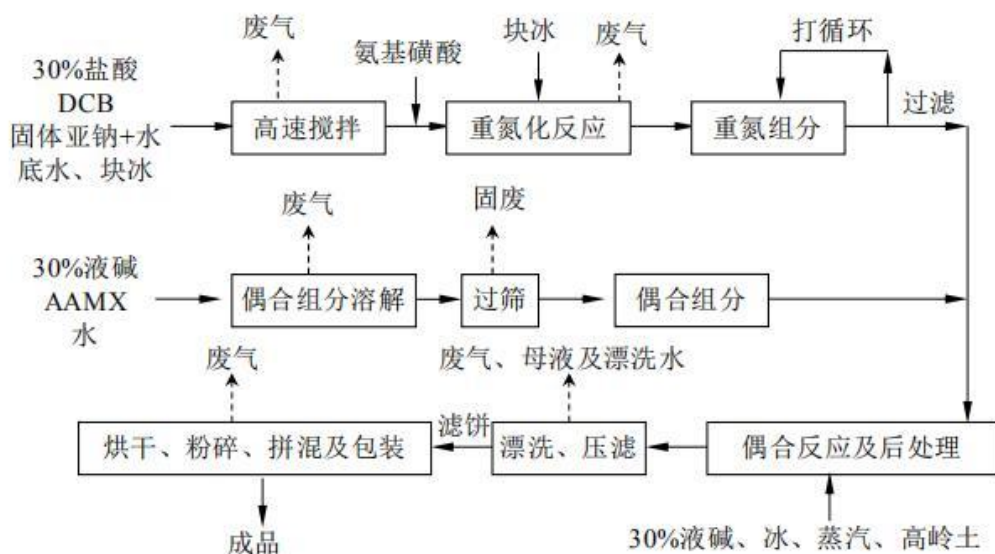 废气
氨基磺酸
块冰
废气
打循环
30%盐酸
DCB
固体亚钠+水
底水、块冰
高速搅拌
重氮化反应
重氮组分
过滤
废气
固废
30%液碱
AAMX
水
偶合组分溶解
过筛
偶合组分
废气
废气、母液及漂洗水
烘干、粉碎、拼混及包装
滤饼
漂洗、压滤
偶合反应及后处理
成品
30%液碱、冰、蒸汽、高岭土